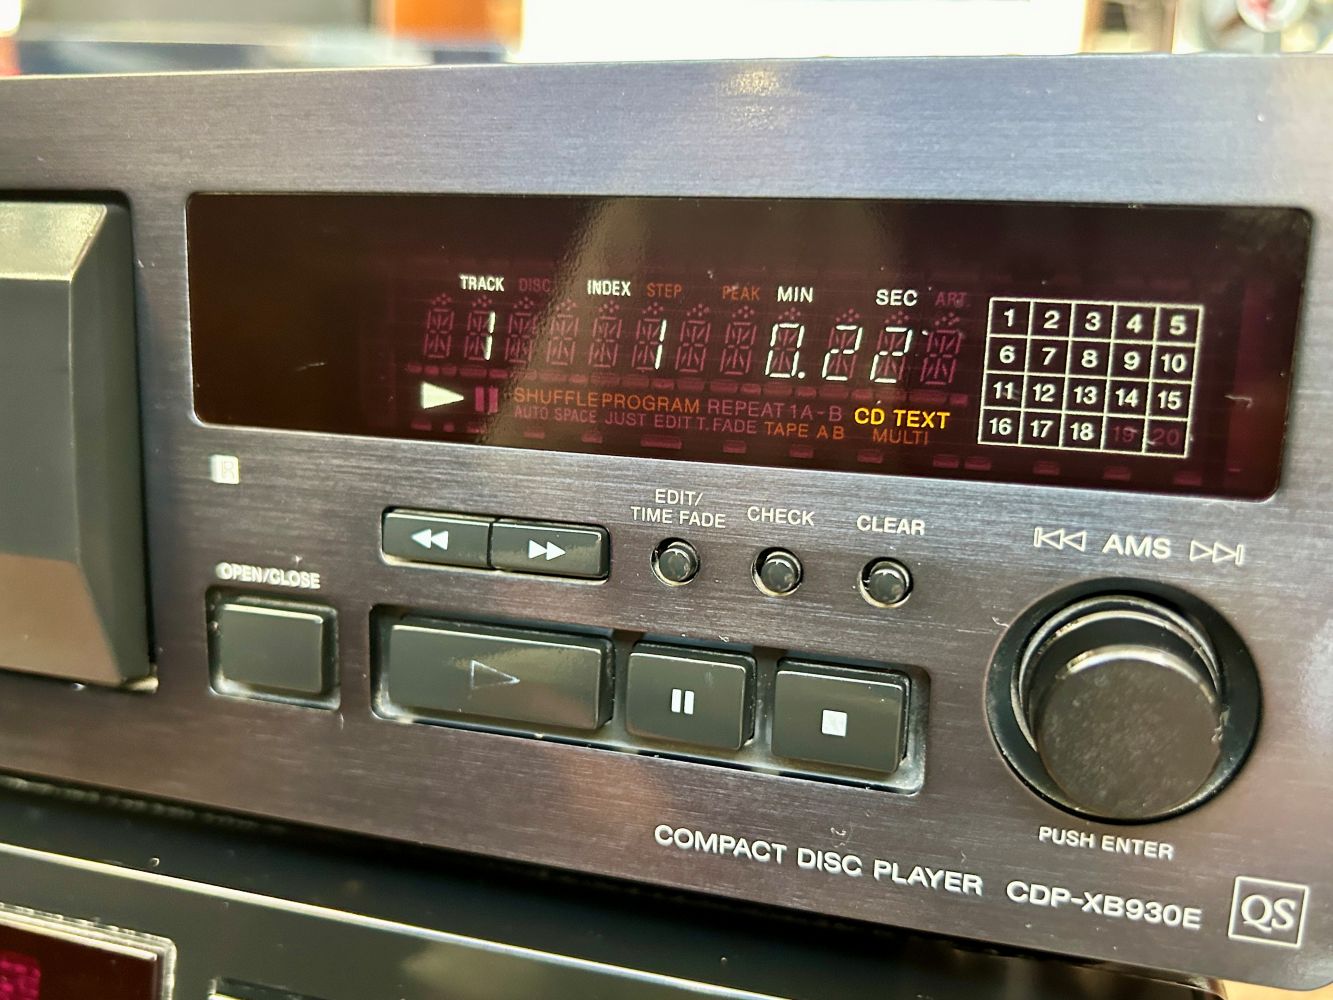 TRACK DISC INDEX STEP PEAK MIN SEC ART.
1 1 0.22
SHUFFLE PROGRAM REPEAT 1 A-B CD TEXT
AUTO SPACE JUST EDIT T.FADE TAPE A B MULTI
1 2 3 4 5
6 7 8 9 10
11 12 13 14 15
16 17 18 19 20
R
EDIT/
TIME FADE
CHECK
CLEAR
AMS
OPEN/CLOSE
PUSH ENTER
COMPACT DISC PLAYER CDP-XB930E
QS